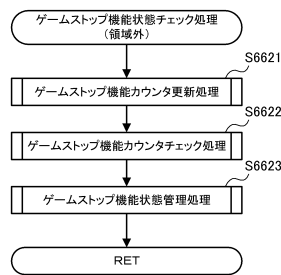 ゲームストップ機能状態チェック処理
(領域外)
S6621
ゲームストップ機能カウンタ更新処理
S6622
ゲームストップ機能カウンタチェック処理
S6623
ゲームストップ機能状態管理処理
RET